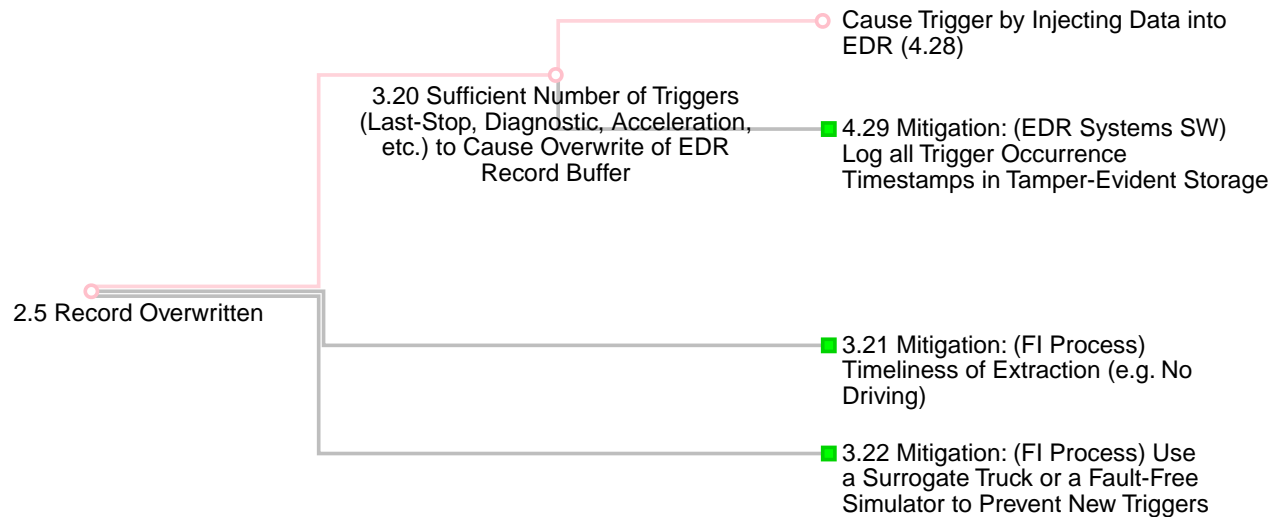 Cause Trigger by Injecting Data into
EDR (4.28)
3.20 Sufficient Number of Triggers
(Last-Stop, Diagnostic, Acceleration,
etc.) to Cause Overwrite of EDR
Record Buffer
4.29 Mitigation: (EDR Systems SW)
Log all Trigger Occurrence
Timestamps in Tamper-Evident Storage
2.5 Record Overwritten
3.21 Mitigation: (FI Process)
Timeliness of Extraction (e.g. No
Driving)
3.22 Mitigation: (FI Process) Use
a Surrogate Truck or a Fault-Free
Simulator to Prevent New Triggers